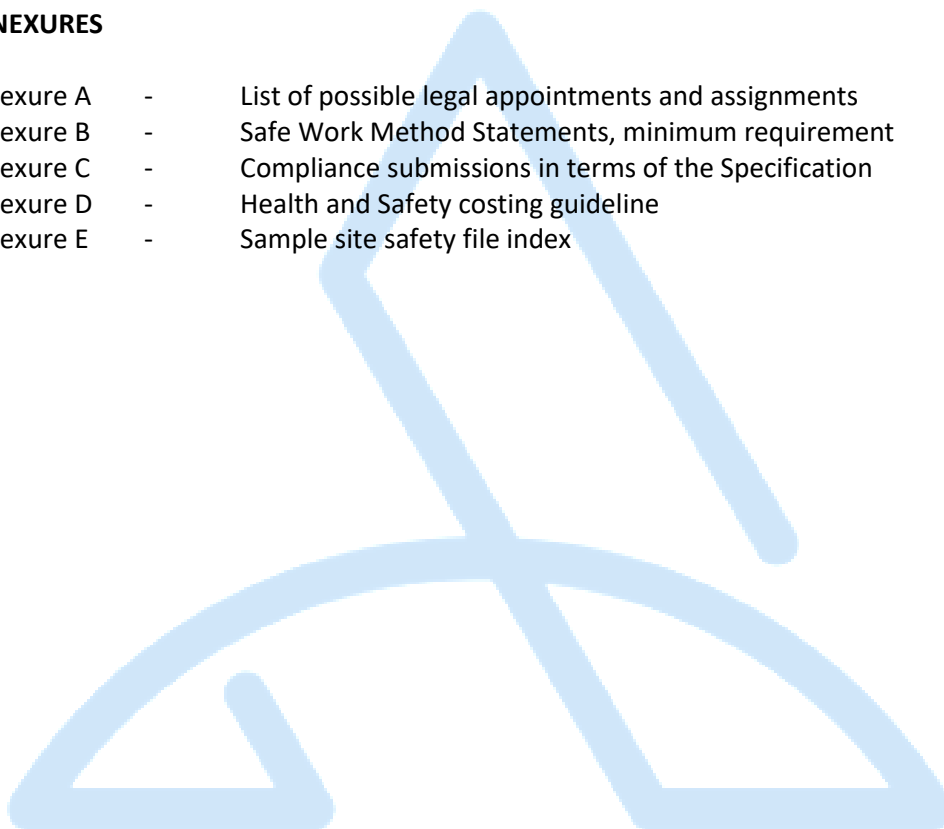 NEXURES
exure A - List of possible legal appointments and assignments
exure B - Safe Work Method Statements, minimum requirement
exure C - Compliance submissions in terms of the Specification
exure D - Health and Safety costing guideline
exure E - Sample site safety file index